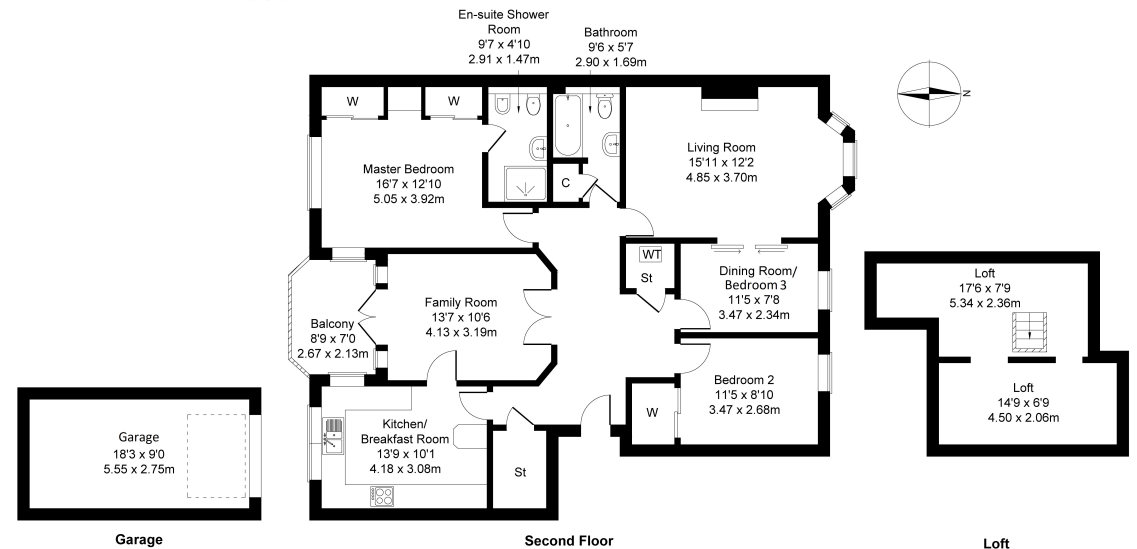 En-suite Shower
Room
9'7 x 4'10
2.91 x 1.47m
Bathroom
9'6 x 5'7
2.90 x 1.69m
W
W
N
Living Room
15'11 x 12'2
4.85 x 3.70m
Master Bedroom
16'7 x 12'10
5.05 x 3.92m
C
WT
St
Dining Room/
Bedroom 3
11'5 x 7'8
3.47 x 2.34m
Loft
17'6 x 7'9
5.34 x 2.36m
Family Room
13'7 x 10'6
4.13 x 3.19m
Balcony
8'9 x 7'0
2.67 x 2.13m
Bedroom 2
11'5 x 8'10
3.47 x 2.68m
W
Loft
14'9 x 6'9
4.50 x 2.06m
Kitchen/
Breakfast Room
13'9 x 10'1
4.18 x 3.08m
St
Garage
18'3 x 9'0
5.55 x 2.75m
Garage
Second Floor
Loft